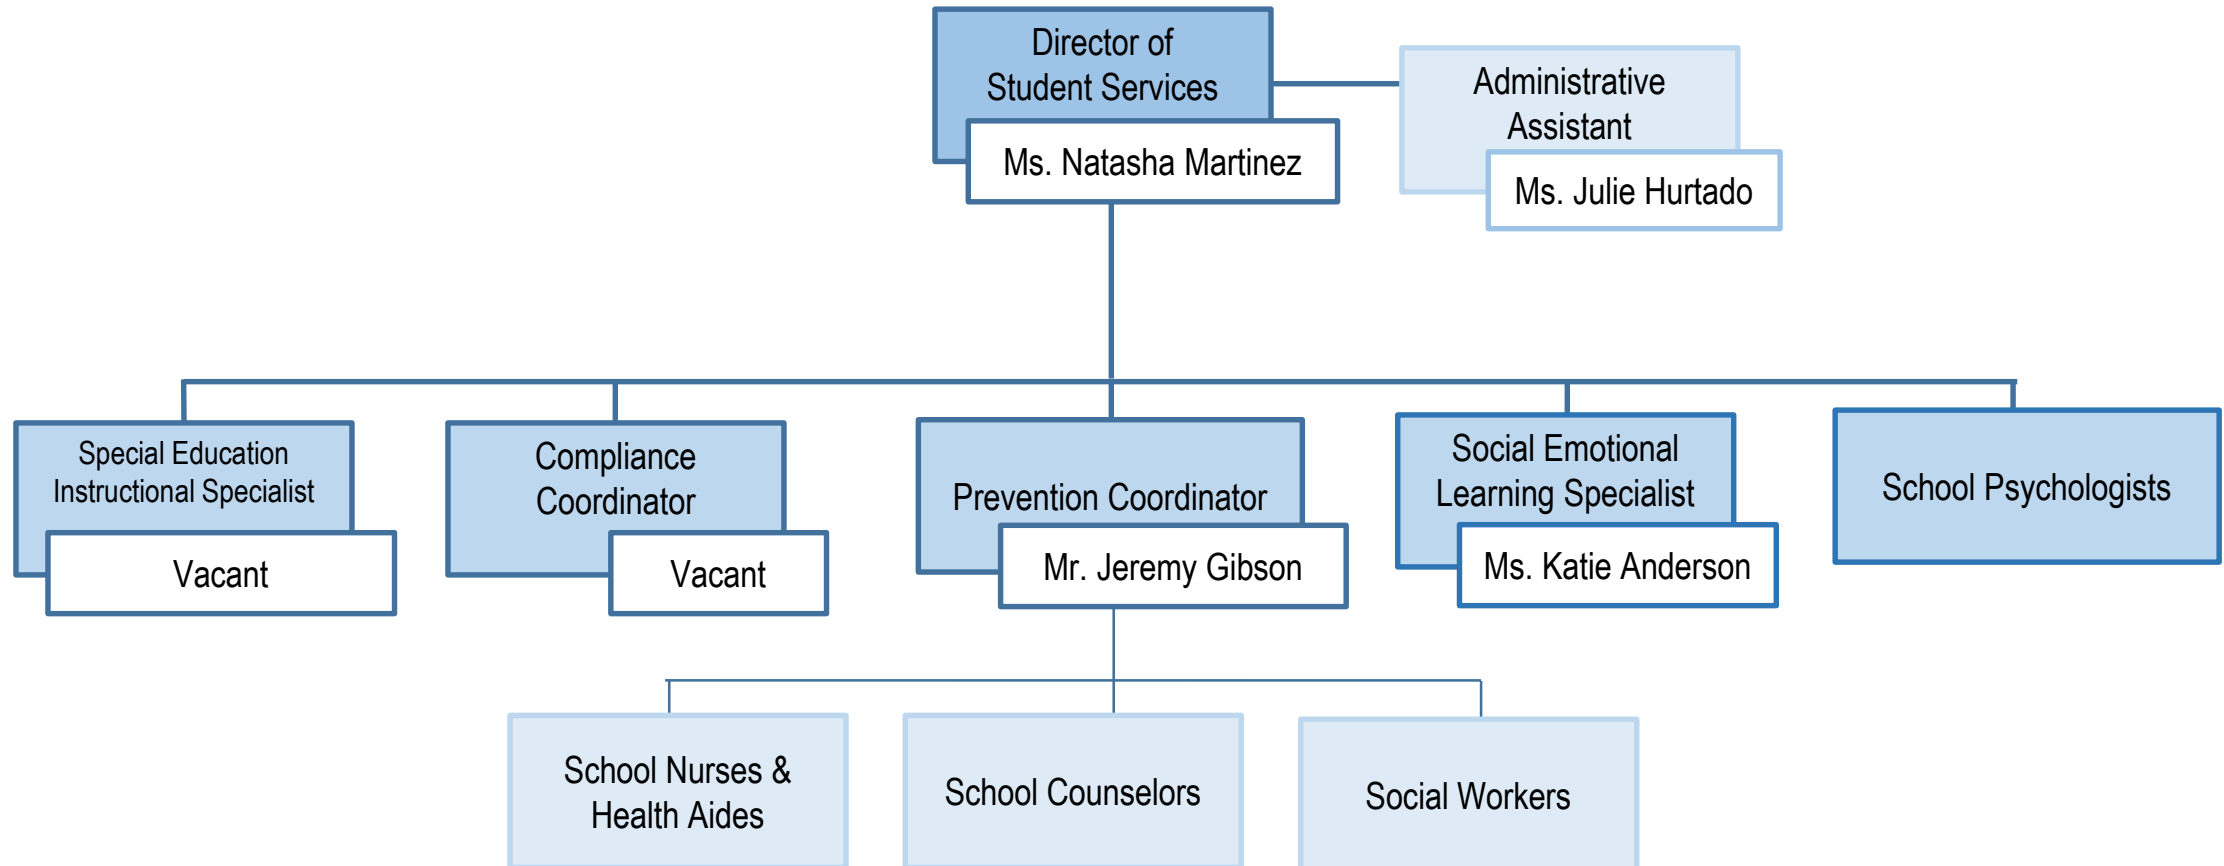 Director of
Student Services
Ms. Natasha Martinez
Administrative
Assistant
Ms. Julie Hurtado
Special Education
Instructional Specialist
Vacant
Compliance
Coordinator
Vacant
Prevention Coordinator
Mr. Jeremy Gibson
Social Emotional
Learning Specialist
Ms. Katie Anderson
School Psychologists
School Nurses &
Health Aides
School Counselors
Social Workers